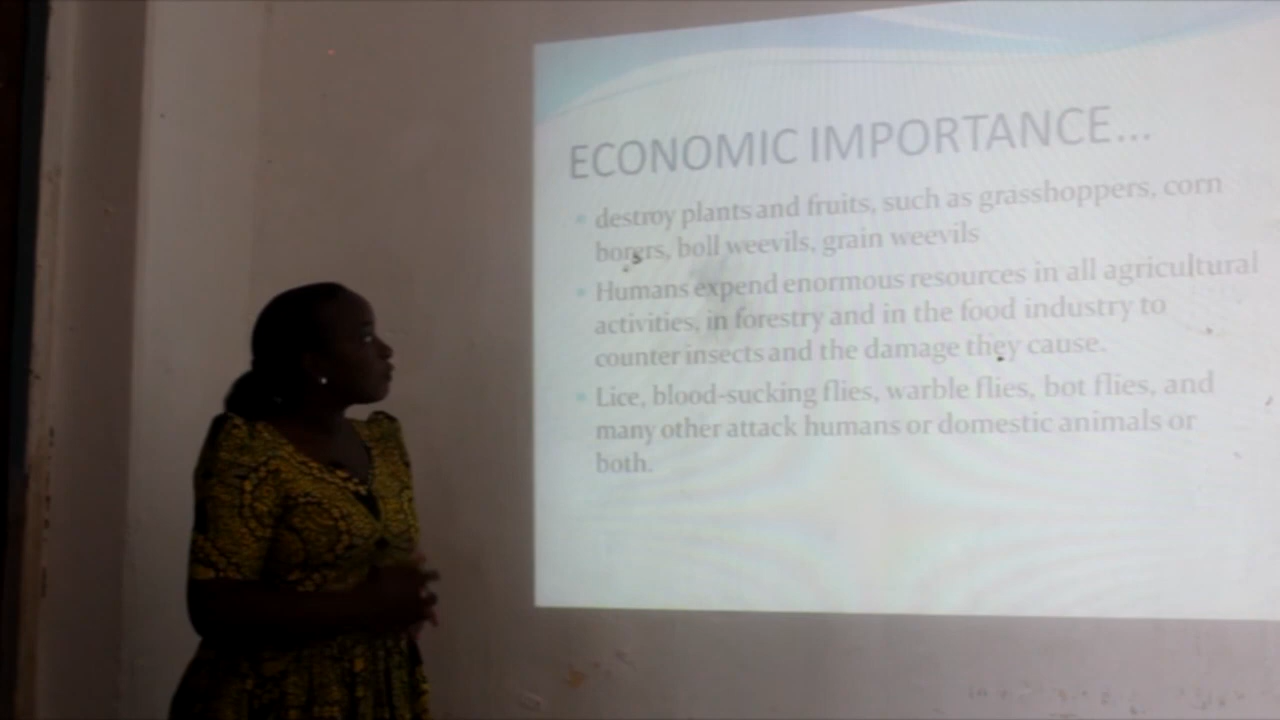 ECONOMIC IMPORTANCE...
destroy plants and fruits, such as grasshoppers, corn
borers, boll weevils, grain weevils
Humans expend enormous resources in all agricultural
activities, in forestry and in the food industry to
counter insects and the damage they cause.
Lice, blood-sucking flies, warble flies, bot flies, and
many other attack humans or domestic animals or
both.